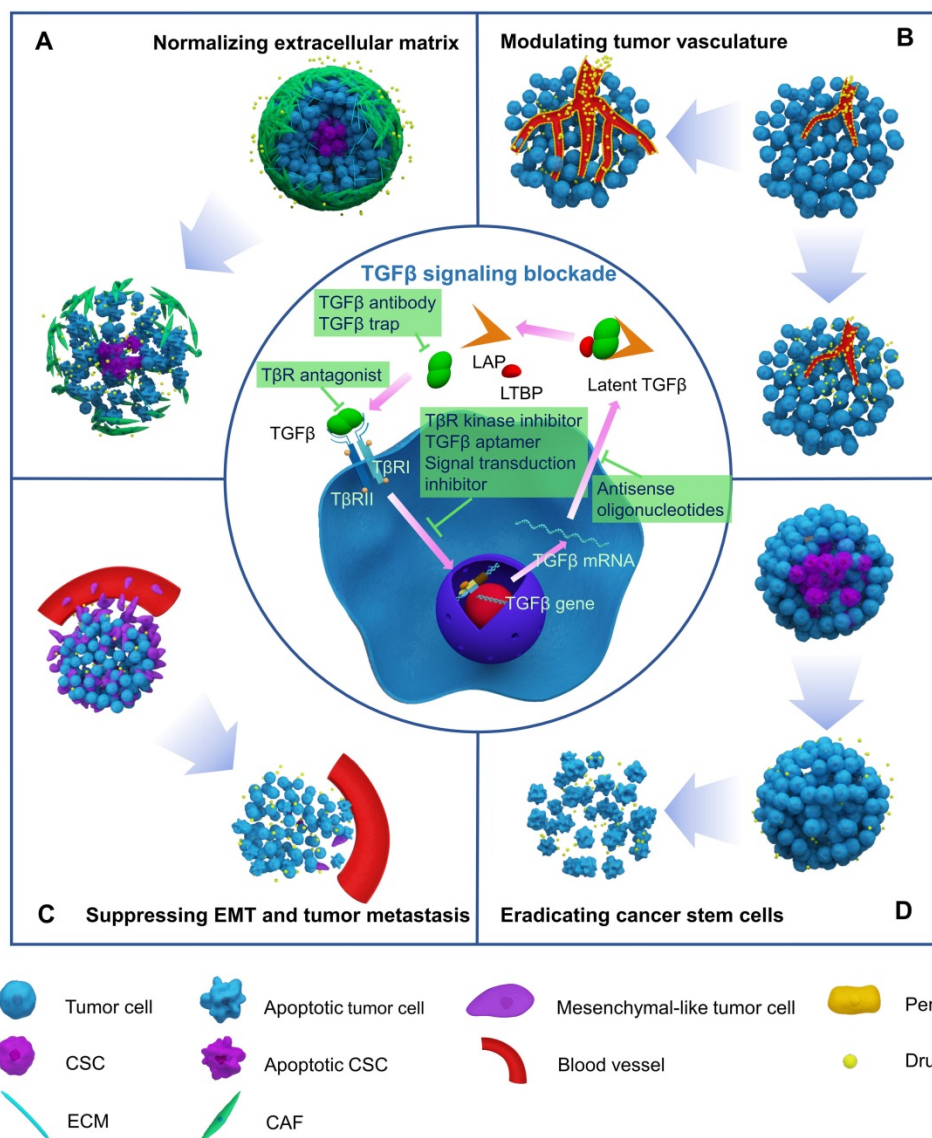 A
Normalizing extracellular matrix
Modulating tumor vasculature
B
TGFβ signaling blockade
TGFβ antibody
TGFβ trap
LAP
LTBP
Latent TGFβ
TβR antagonist
TGFβ
TβRI
TβRII
TβR kinase inhibitor
TGFβ aptamer
Signal transduction
inhibitor
Antisense
oligonucleotides
TGFβ mRNA
TGFβ gene
C
Suppressing EMT and tumor metastasis
Eradicating cancer stem cells
D
Tumor cell
Apoptotic tumor cell
Mesenchymal-like tumor cell
Per
CSC
Apoptotic CSC
Blood vessel
Dru
ECM
CAF